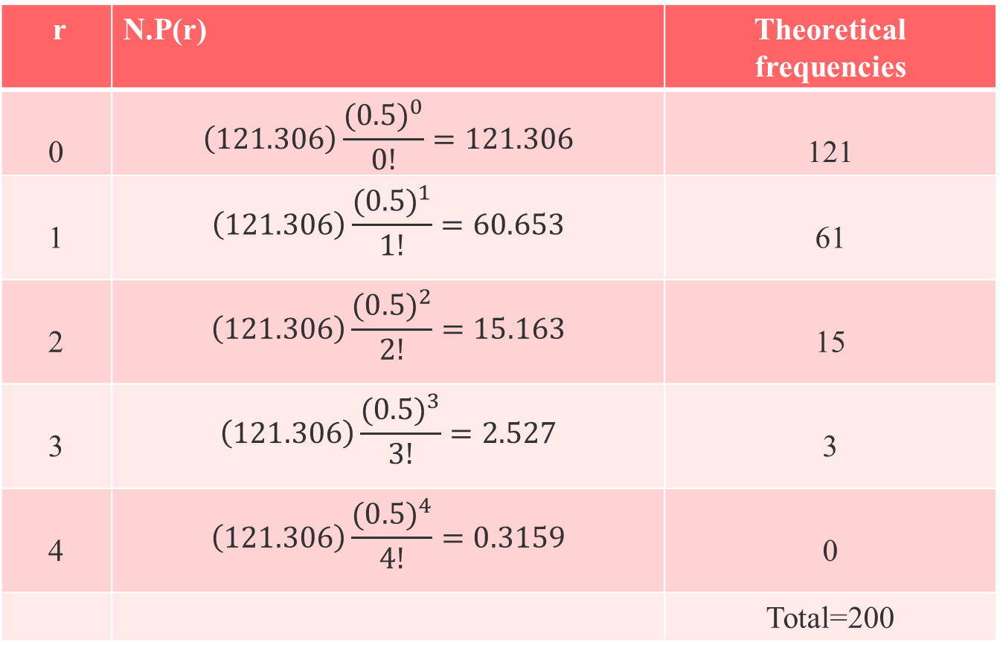 r N.P(r) Theoretical
frequencies
0 (121.306) (0.5)⁰/0! = 121.306 121
1 (121.306) (0.5)¹/1! = 60.653 61
2 (121.306) (0.5)²/2! = 15.163 15
3 (121.306) (0.5)³/3! = 2.527 3
4 (121.306) (0.5)⁴/4! = 0.3159 0
Total=200